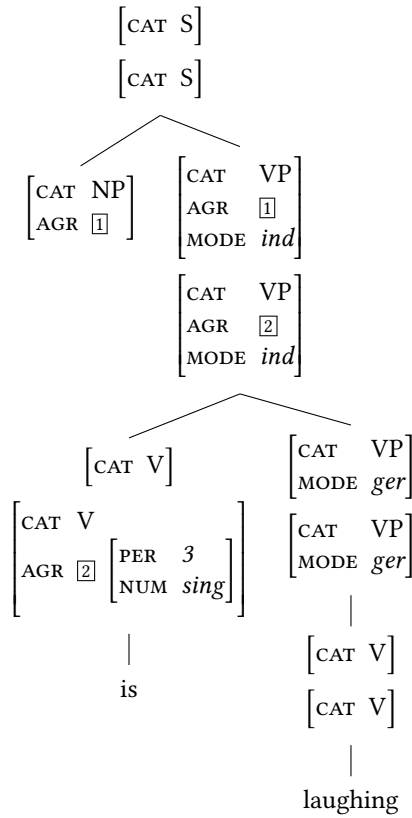 [CAT S]
[CAT S]
[CAT NP
AGR 1]
[CAT VP
AGR 1
MODE ind]
[CAT VP
AGR 2
MODE ind]
[CAT V]
[CAT V
AGR 2 [PER 3
NUM sing]]
is
[CAT VP
MODE ger]
[CAT VP
MODE ger]
[CAT V]
[CAT V]
laughing